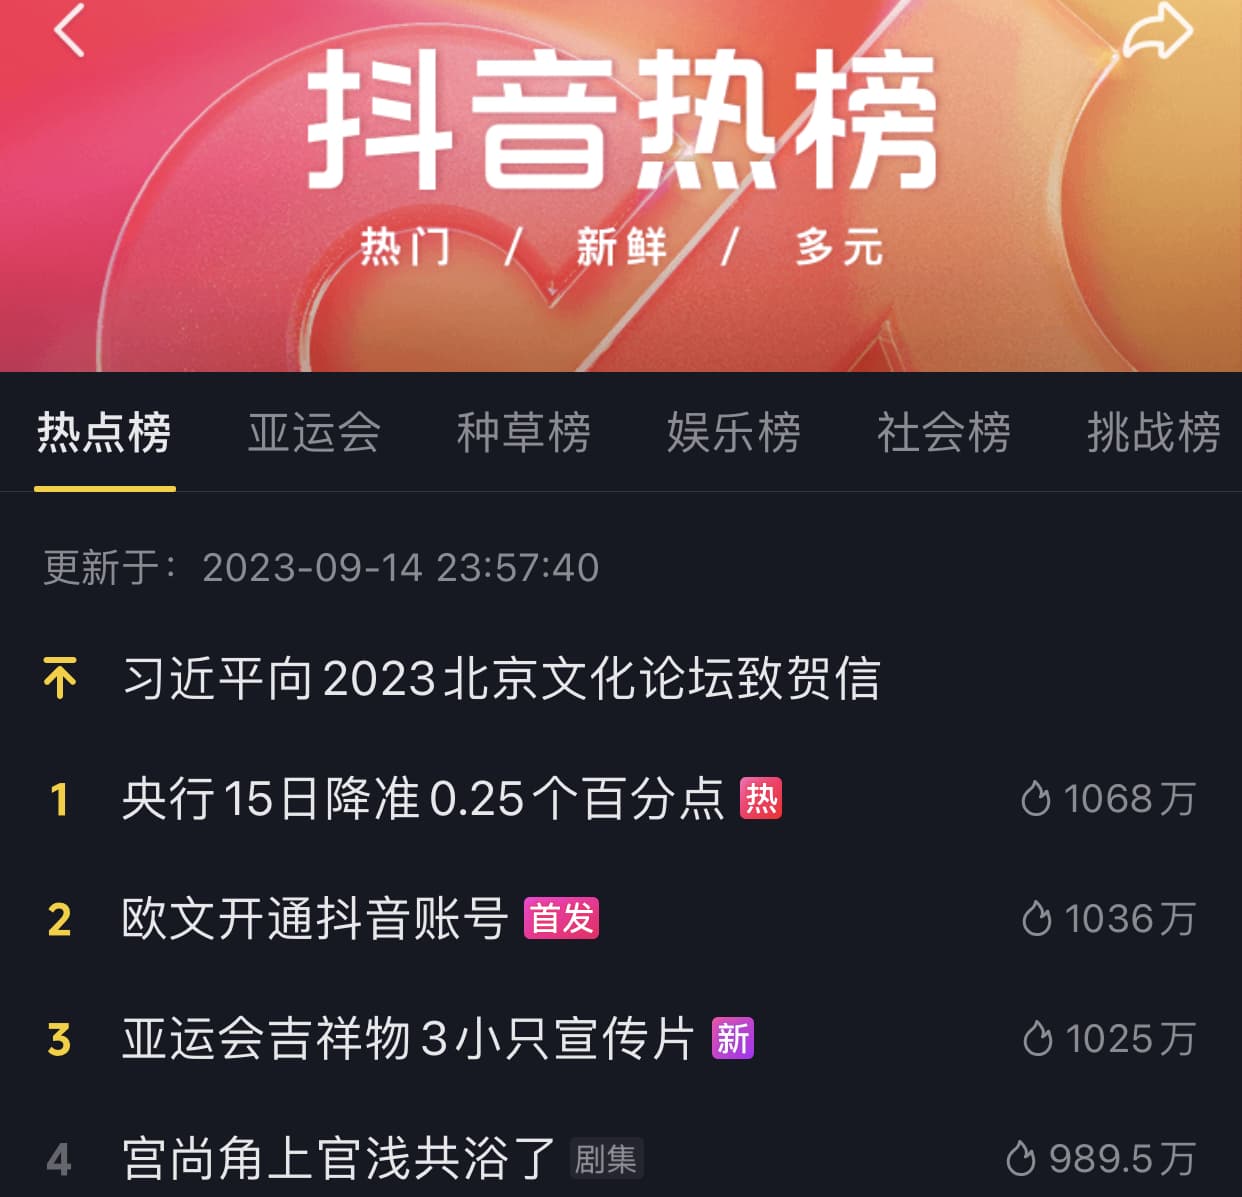 抖音热榜
热门 / 新鲜 / 多元
热点榜 亚运会 种草榜 娱乐榜 社会榜 挑战榜
更新于：2023-09-14 23:57:40
习近平向2023北京文化论坛致贺信
1 央行15日降准0.25个百分点 热 1068万
2 欧文开通抖音账号 首发 1036万
3 亚运会吉祥物3小只宣传片 新 1025万
4 宫尚角上官浅共浴了 剧集 989.5万